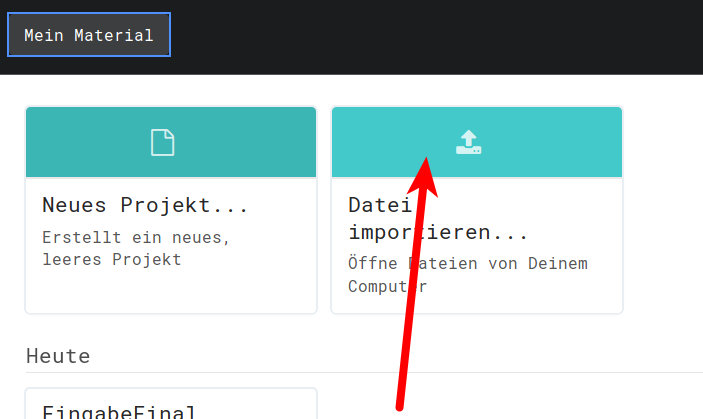 Mein Material
Neues Projekt...
Erstellt ein neues,
leeres Projekt
Datei
importieren...
Öffne Dateien von Deinem
Computer
Heute
EingabeFinal